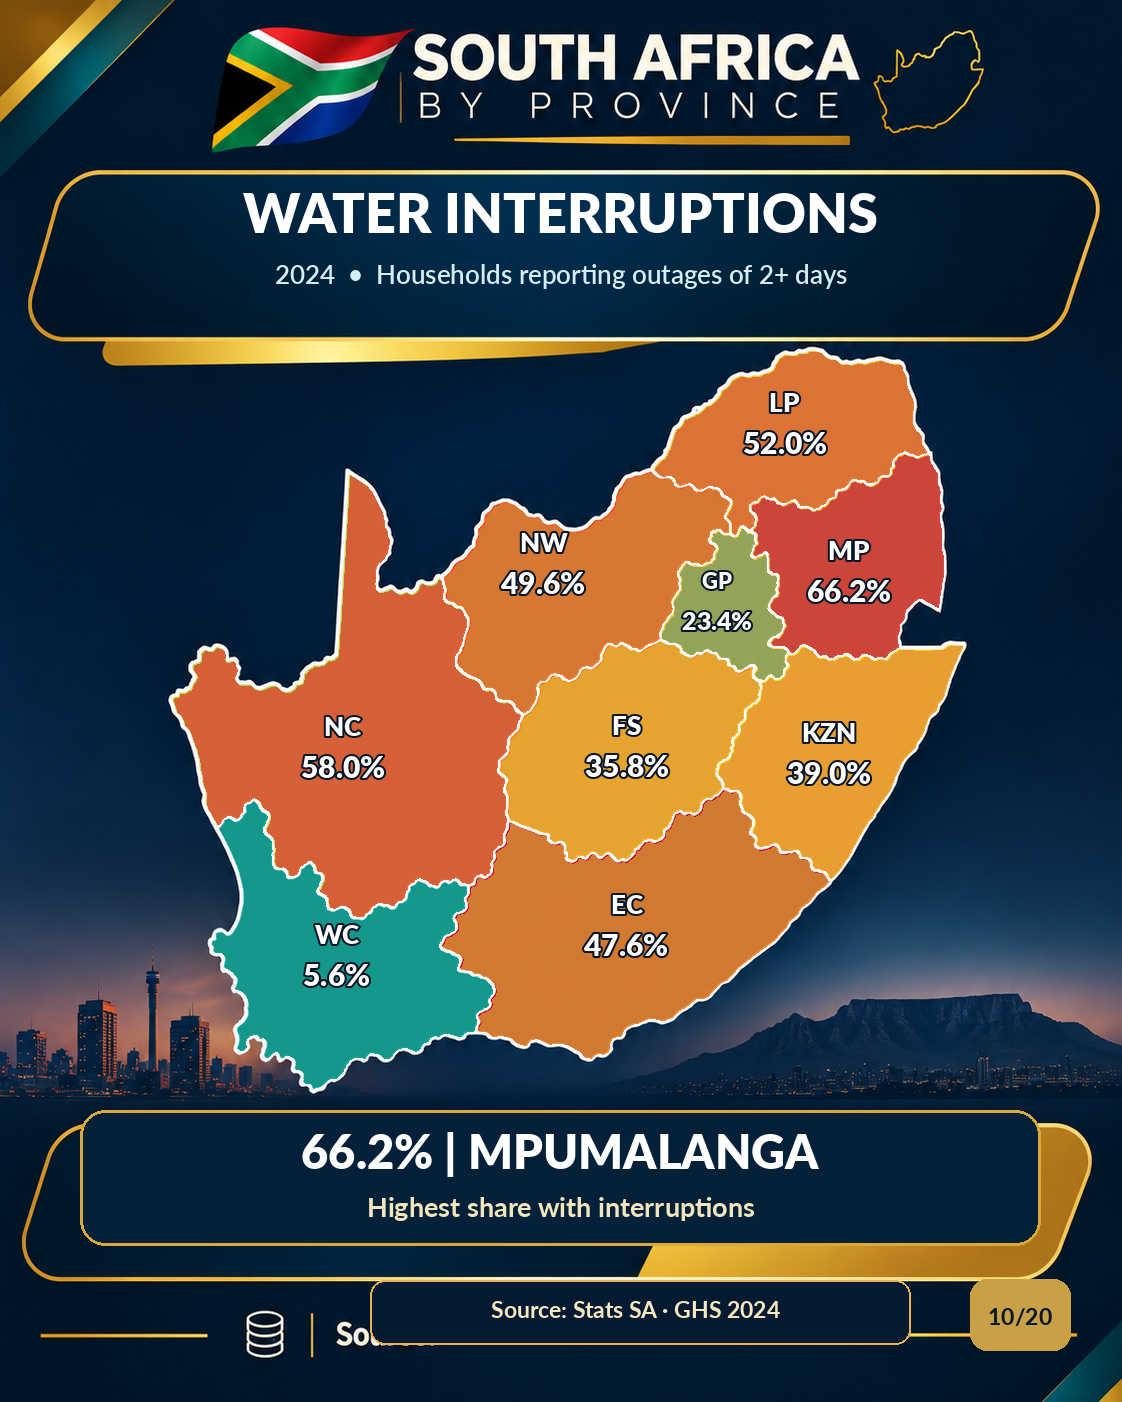 SOUTH AFRICA
BY PROVINCE
WATER INTERRUPTIONS
2024 • Households reporting outages of 2+ days
LP
52.0%
NW
49.6%
MP
66.2%
GP
23.4%
NC
58.0%
FS
35.8%
KZN
39.0%
EC
47.6%
WC
5.6%
66.2% | MPUMALANGA
Highest share with interruptions
Source: Stats SA · GHS 2024
10/20